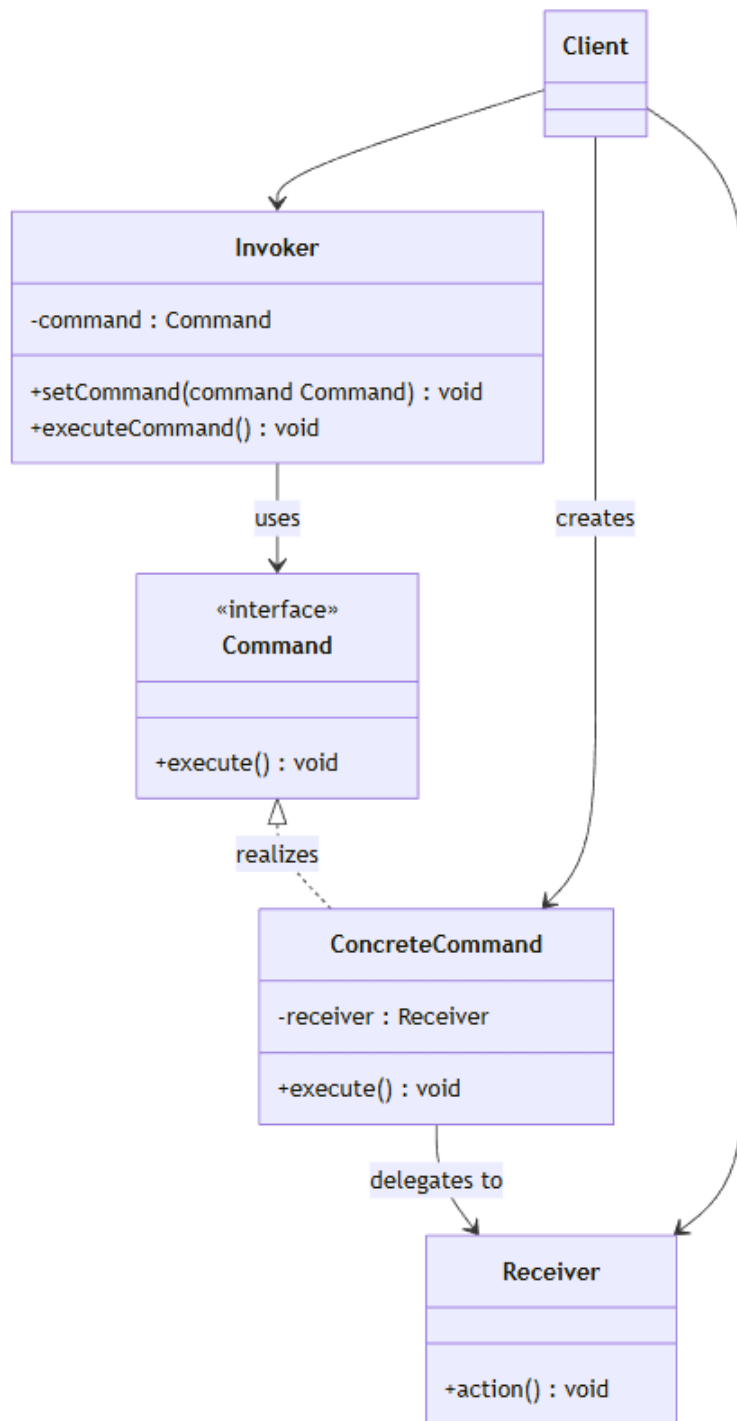 Client
Invoker
-command : Command
+setCommand(command Command) : void
+executeCommand() : void
uses
creates
«interface»
Command
+execute() : void
realizes
ConcreteCommand
-receiver : Receiver
+execute() : void
delegates to
Receiver
+action() : void